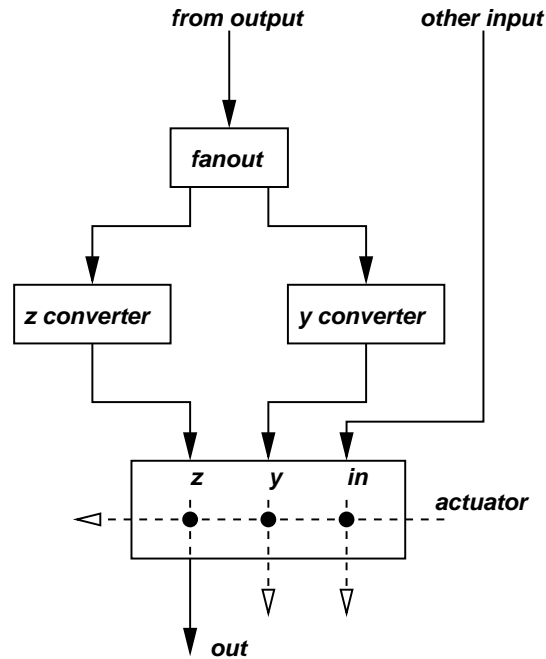 from output
other input
fanout
z converter
y converter
z
y
in
actuator
out